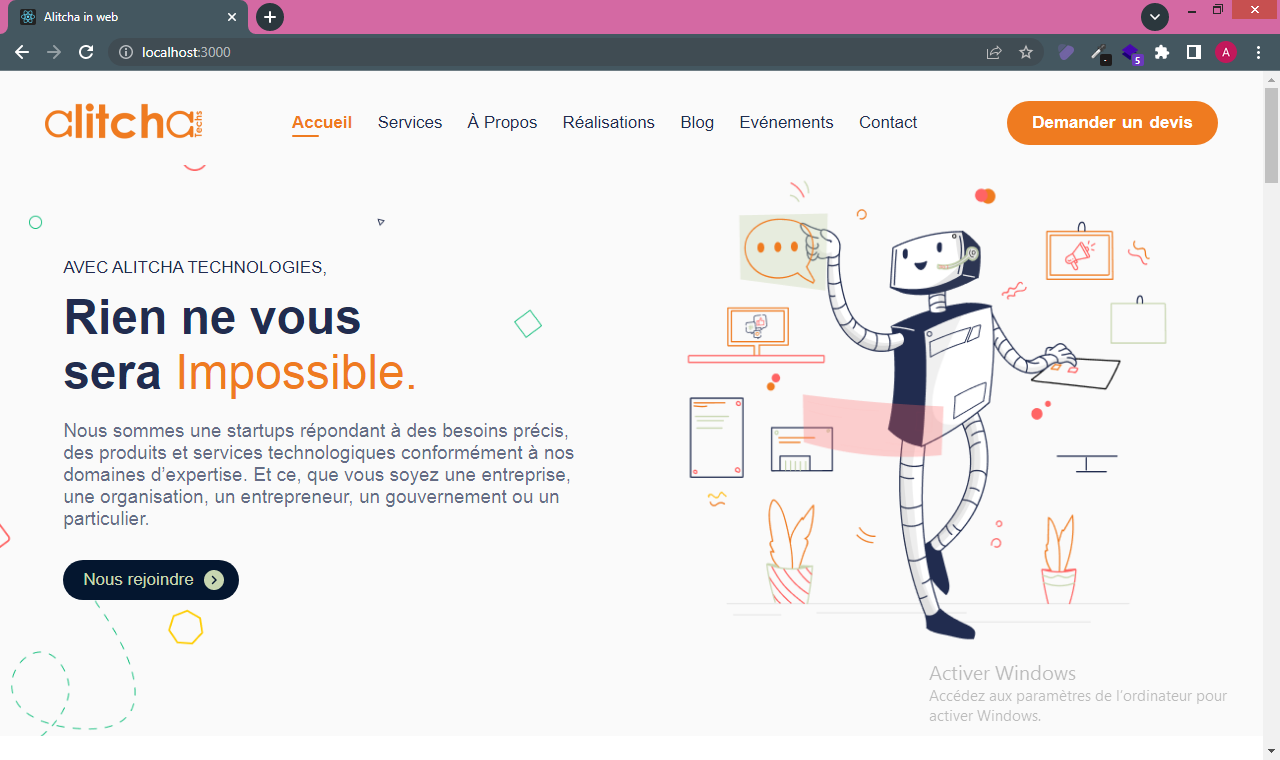 Alitcha in web
localhost:3000
A
5
alitcha Techs
Accueil Services À Propos Réalisations Blog Evénements Contact
Demander un devis
AVEC ALITCHA TECHNOLOGIES,
Rien ne vous
sera Impossible.
Nous sommes une startups répondant à des besoins précis,
des produits et services technologiques conformément à nos
domaines d'expertise. Et ce, que vous soyez une entreprise,
une organisation, un entrepreneur, un gouvernement ou un
particulier.
Nous rejoindre
Activer Windows
Accédez aux paramètres de l'ordinateur pour
activer Windows.